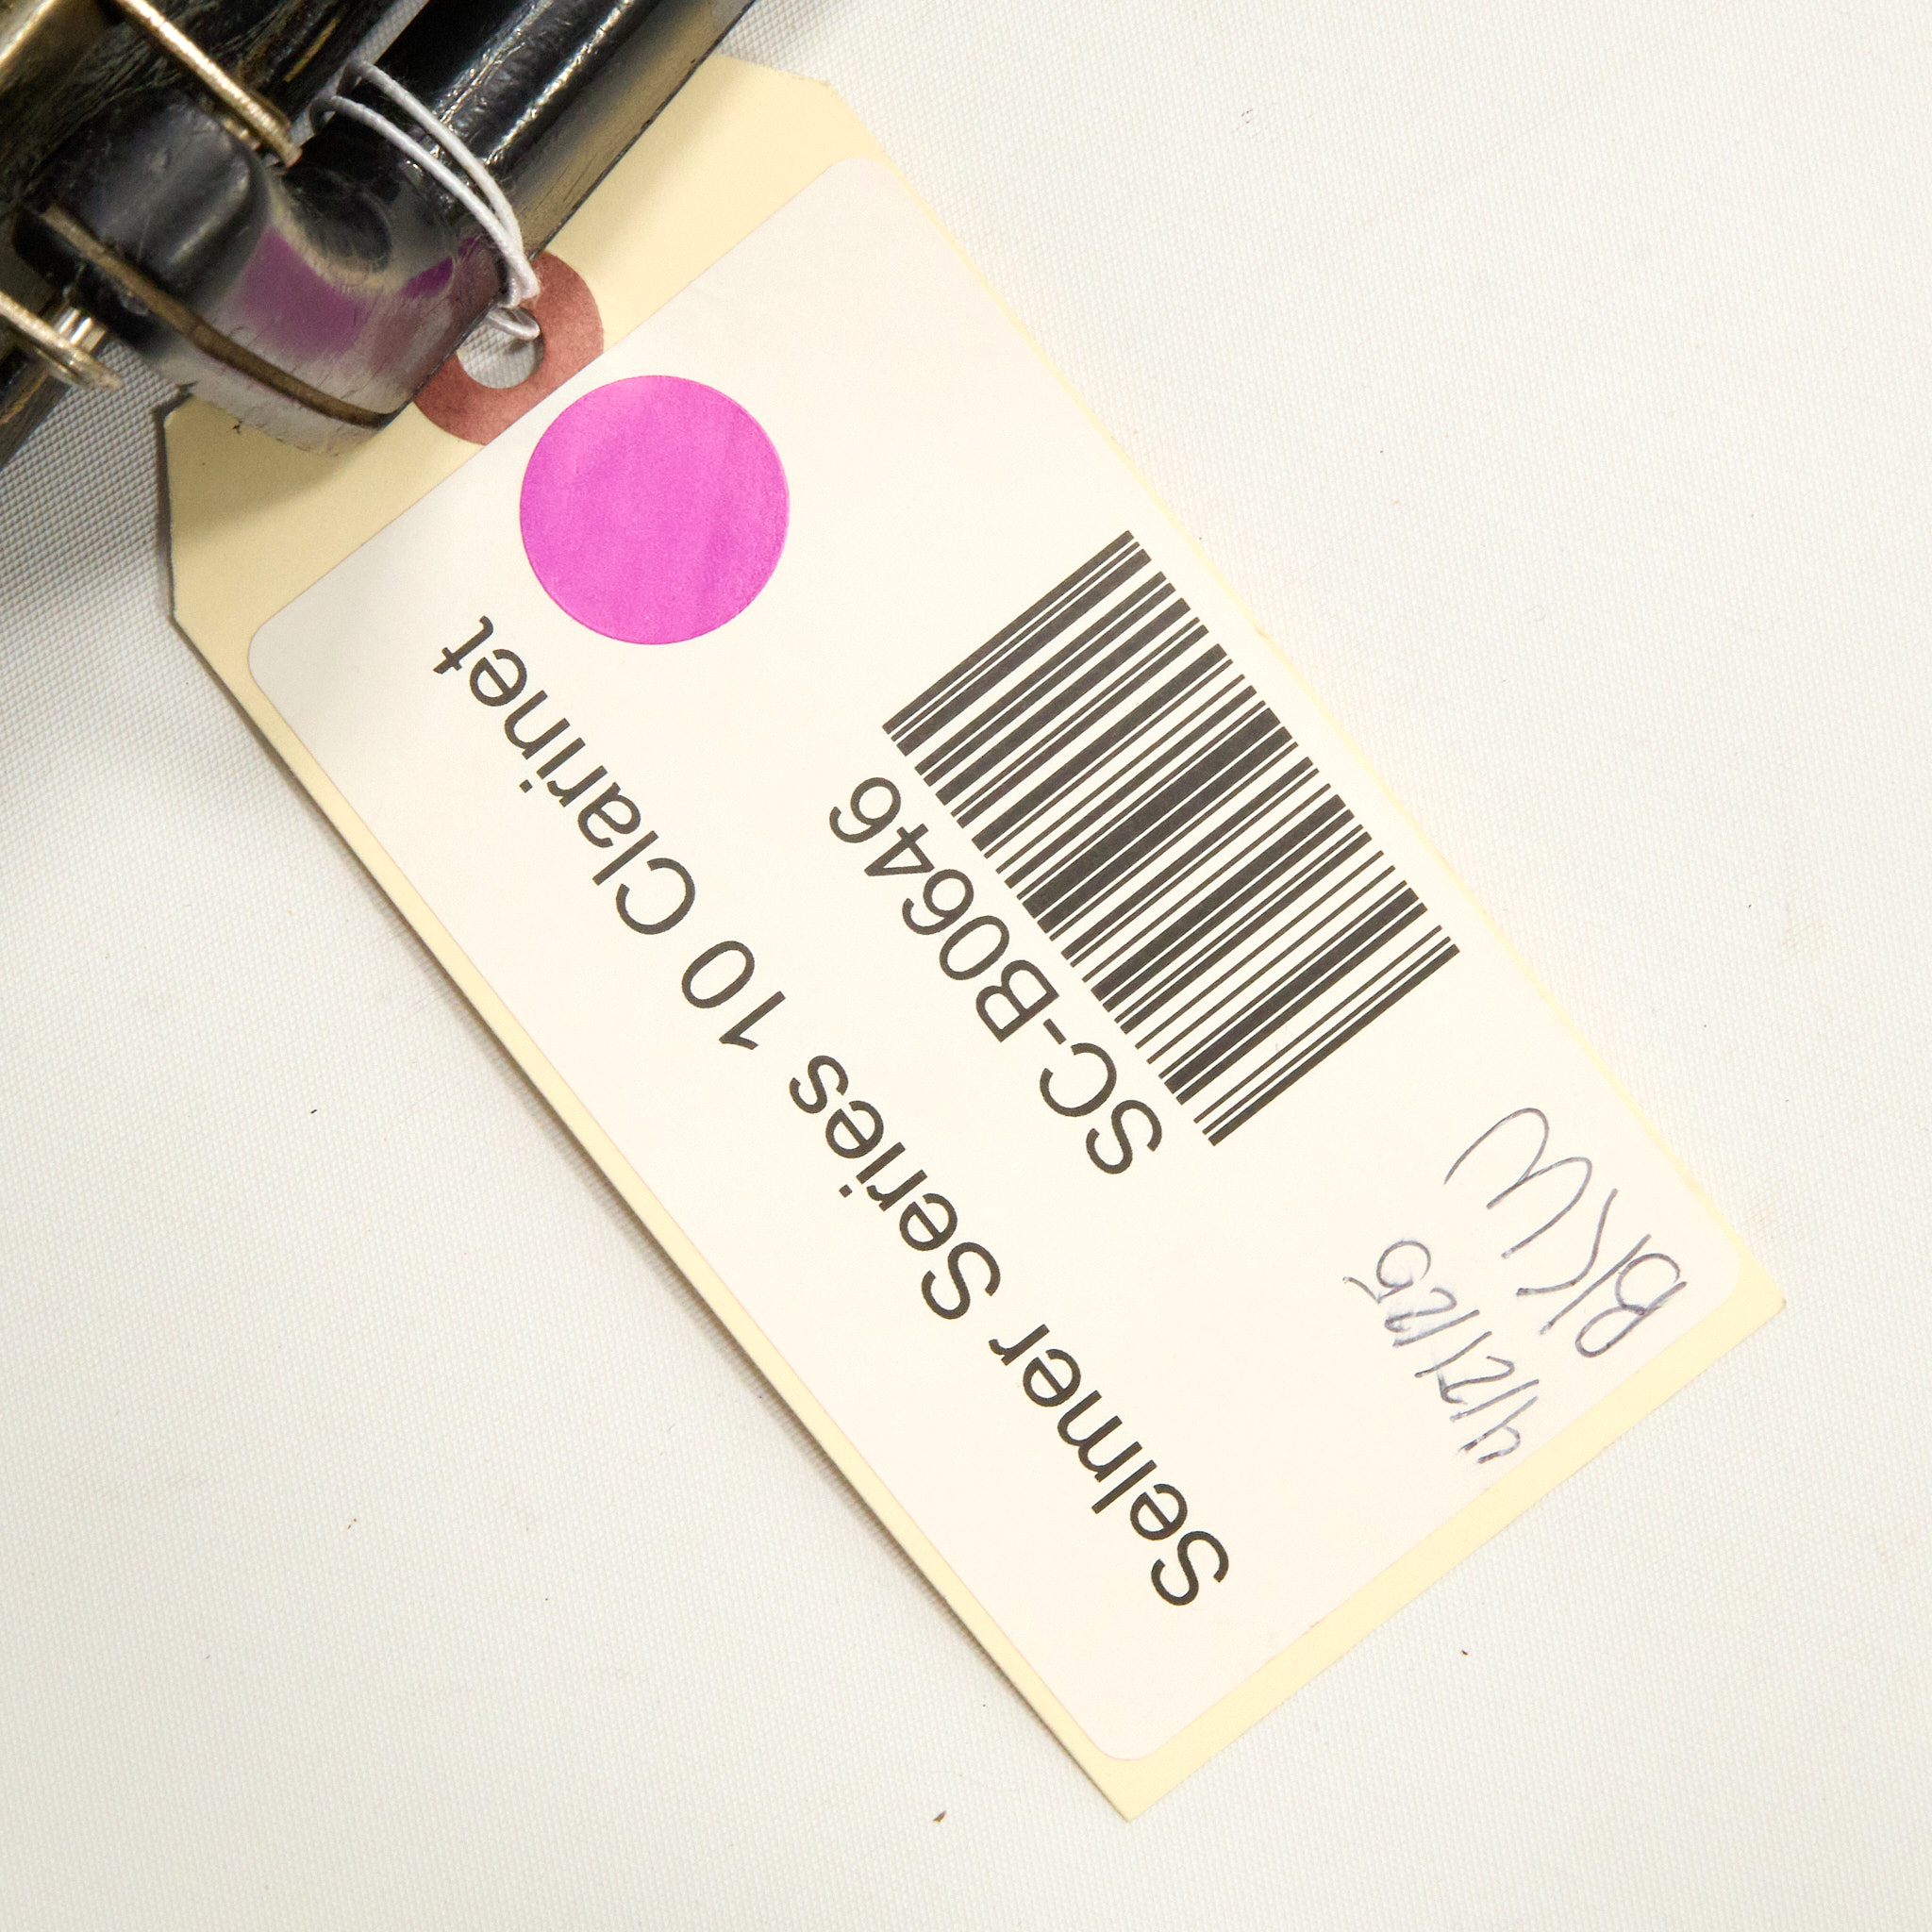 BKW
4/21/25
SC-B0646
Selmer Series 10 Clarinet